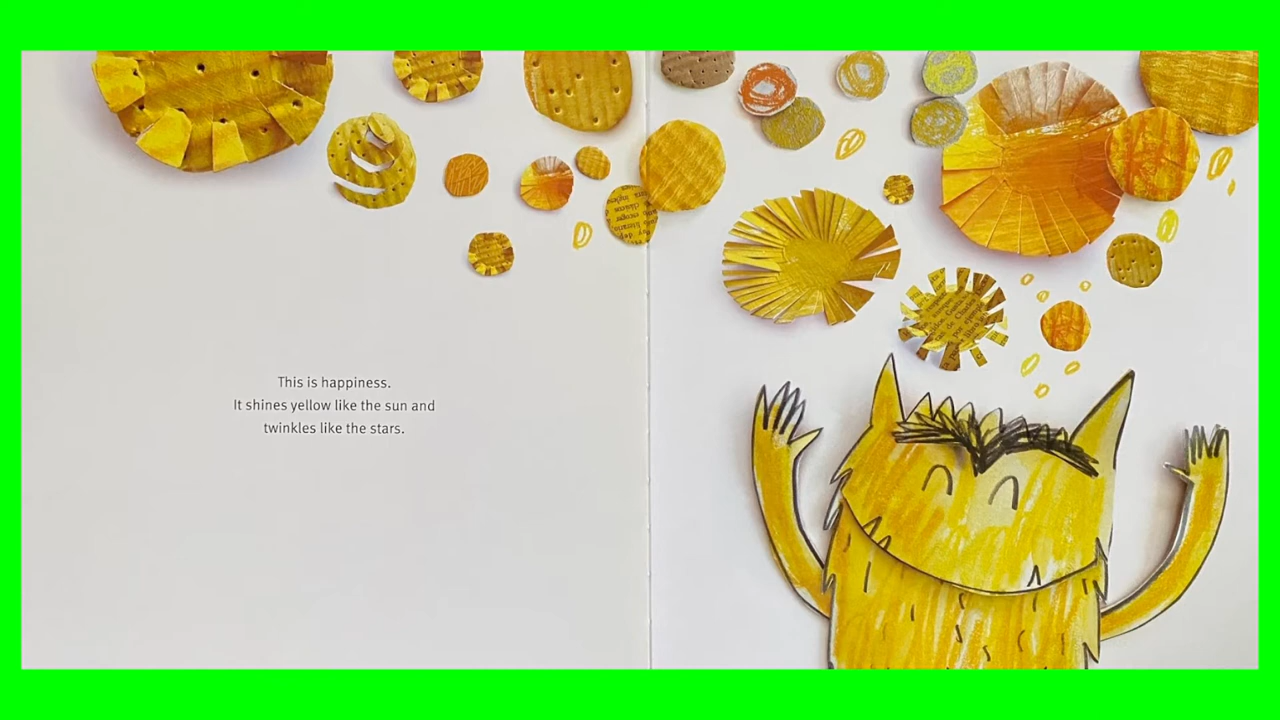 This is happiness.
It shines yellow like the sun and
twinkles like the stars.